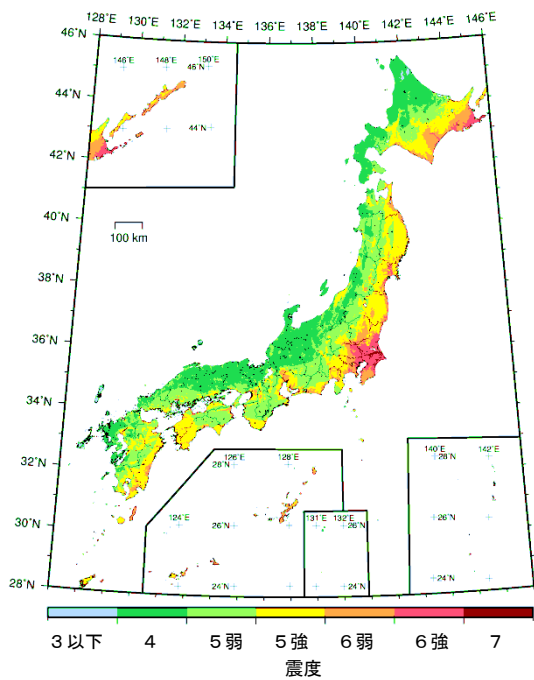 128˚E 130˚E 132˚E 134˚E 136˚E 138˚E 140˚E 142˚E 144˚E 146˚E
46˚N
146˚E 148˚E 150˚E
46˚N
44˚N
44˚N
42˚N
40˚N
100 km
38˚N
36˚N
34˚N
32˚N
126˚E 128˚E
28˚N
140˚E 142˚E
28˚N
30˚N
124˚E
26˚N
131˚E 132˚E
26˚N
26˚N
28˚N
24˚N
24˚N
24˚N
3以下 4 5弱 5強 6弱 6強 7
震度